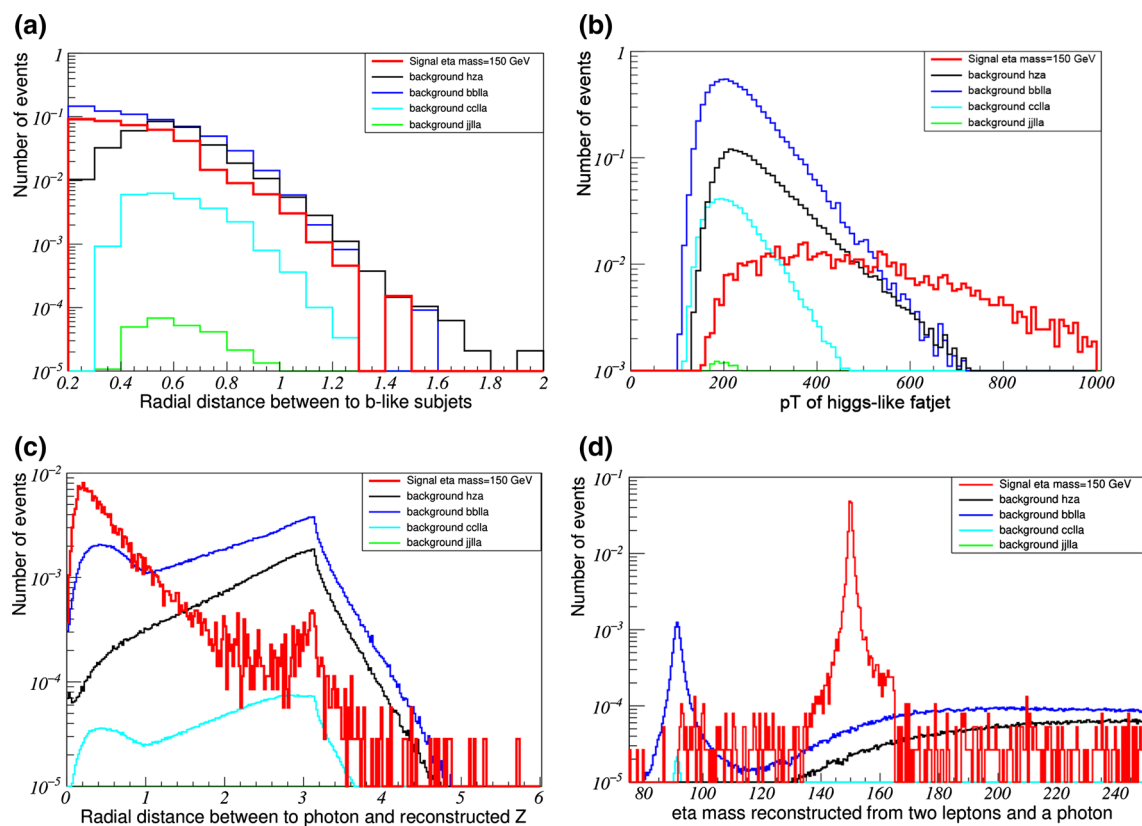 (a)
Number of events
1
10^-1
10^-2
10^-3
10^-4
10^-5
Signal eta mass=150 GeV
background hza
background bblla
background cclla
background jjlla
0.2 0.4 0.6 0.8 1 1.2 1.4 1.6 1.8 2
Radial distance between to b-like subjets
(b)
Number of events
1
10^-1
10^-2
10^-3
Signal eta mass=150 GeV
background hza
background bblla
background cclla
background jjlla
0 200 400 600 800 1000
pT of higgs-like fatjet
(c)
Number of events
10^-2
10^-3
10^-4
10^-5
Signal eta mass=150 GeV
background hza
background bblla
background cclla
background jjlla
0 1 2 3 4 5 6
Radial distance between to photon and reconstructed Z
(d)
Number of events
10^-1
10^-2
10^-3
10^-4
10^-5
Signal eta mass=150 GeV
background hza
background bblla
background cclla
background jjlla
80 100 120 140 160 180 200 220 240
eta mass reconstructed from two leptons and a photon